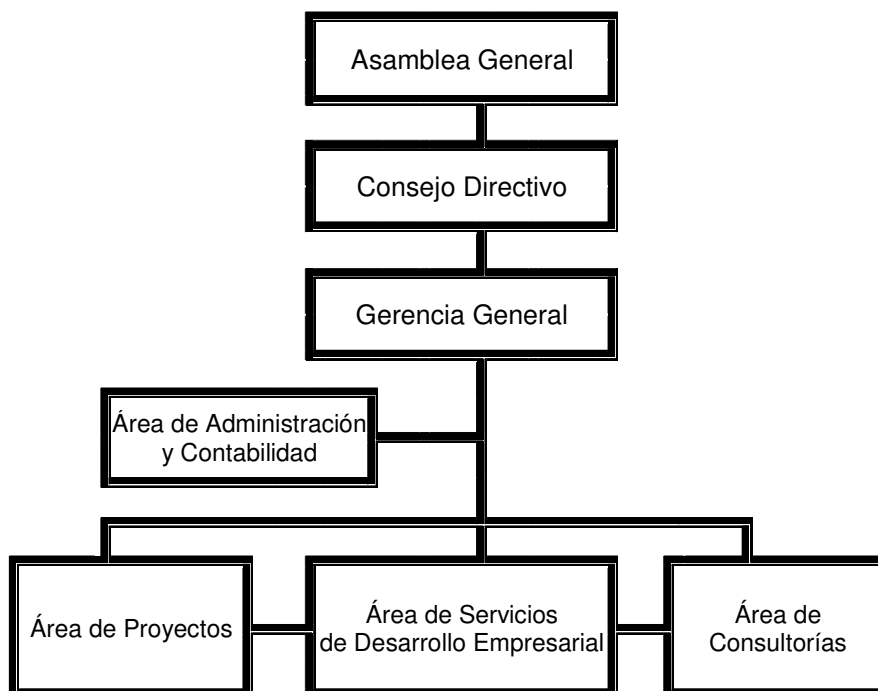 Asamblea General
Consejo Directivo
Gerencia General
Área de Administración
y Contabilidad
Área de Proyectos
Área de Servicios
de Desarrollo Empresarial
Área de
Consultorías